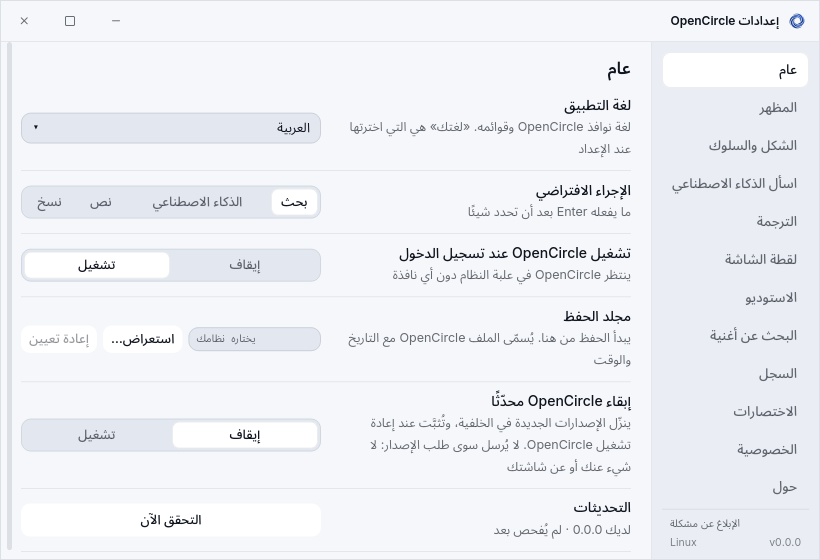 إعدادات OpenCircle
عام
المظهر
الشكل والسلوك
اسأل الذكاء الاصطناعي
الترجمة
لقطة الشاشة
الاستوديو
البحث عن أغنية
السجل
الاختصارات
الخصوصية
حول
الإبلاغ عن مشكلة
v0.0.0
Linux
عام
لغة التطبيق
لغة نوافذ OpenCircle وقوائمه. «لغتك» هي التي اخترتها
عند الإعداد
العربية
الإجراء الافتراضي
ما يفعله Enter بعد أن تحدد شيئًا
بحث
الذكاء الاصطناعي
نص
نسخ
تشغيل OpenCircle عند تسجيل الدخول
ينتظر OpenCircle في علبة النظام دون أي نافذة
إيقاف
تشغيل
مجلد الحفظ
يبدأ الحفظ من هنا. يُسمّى الملف OpenCircle مع التاريخ
والوقت
يختاره نظامك
استعراض...
إعادة تعيين
إبقاء OpenCircle محدّثًا
ينزّل الإصدارات الجديدة في الخلفية، وتُثبَّت عند إعادة
تشغيل OpenCircle. لا يُرسل سوى طلب الإصدار: لا
شيء عنك أو عن شاشتك
إيقاف
تشغيل
التحديثات
لديك 0.0.0 · لم يُفحص بعد
التحقق الآن